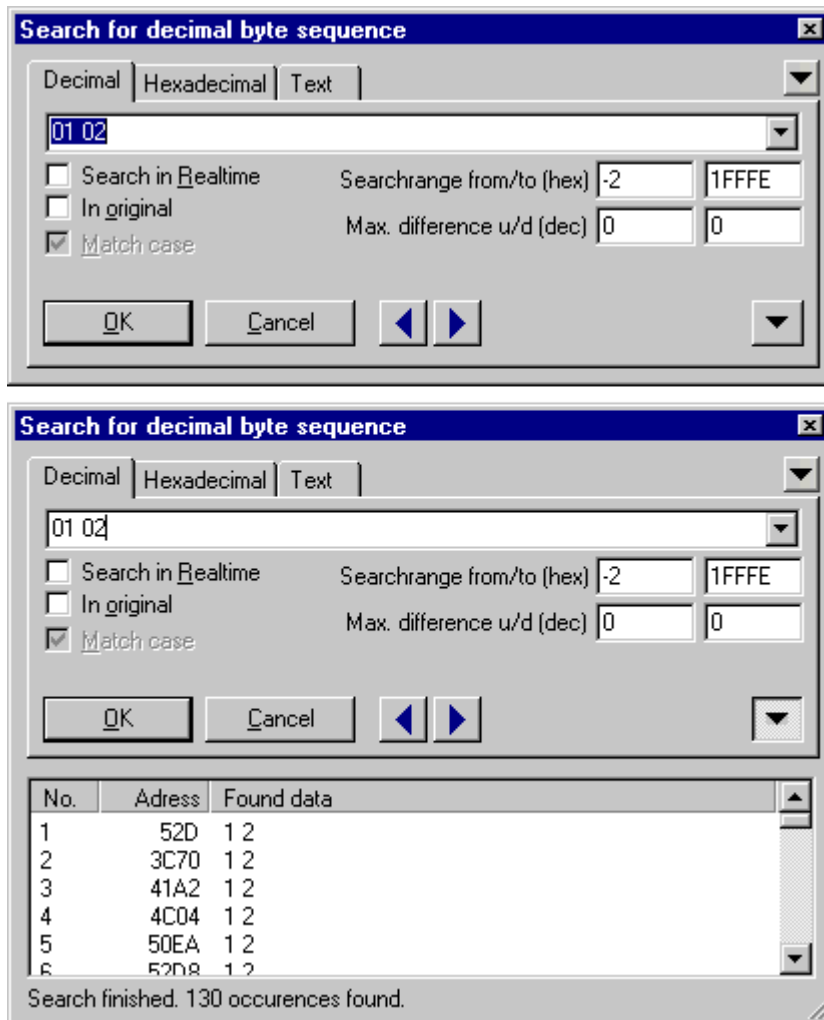 Search for decimal byte sequence
Decimal Hexadecimal Text
01 02
Search in Realtime Searchrange from/to (hex) -2 1FFFE
In original Max. difference u/d (dec) 0 0
Match case
OK Cancel
Search for decimal byte sequence
Decimal Hexadecimal Text
01 02
Search in Realtime Searchrange from/to (hex) -2 1FFFE
In original Max. difference u/d (dec) 0 0
Match case
OK Cancel
No. Adress Found data
1 52D 1 2
2 3C70 1 2
3 41A2 1 2
4 4C04 1 2
5 50EA 1 2
6 52D8 1 2
Search finished. 130 occurences found.